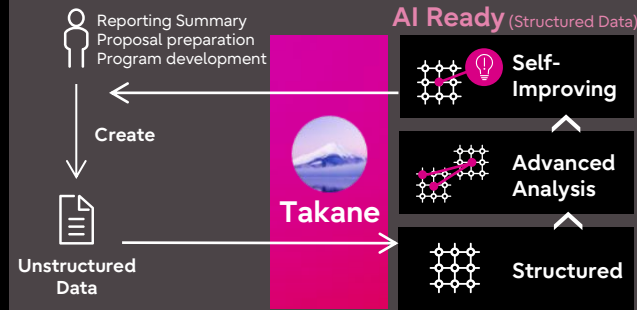 Reporting Summary
Proposal preparation
Program development
Create
Unstructured
Data
Takane
AI Ready (Structured Data)
Self-
Improving
Advanced
Analysis
Structured